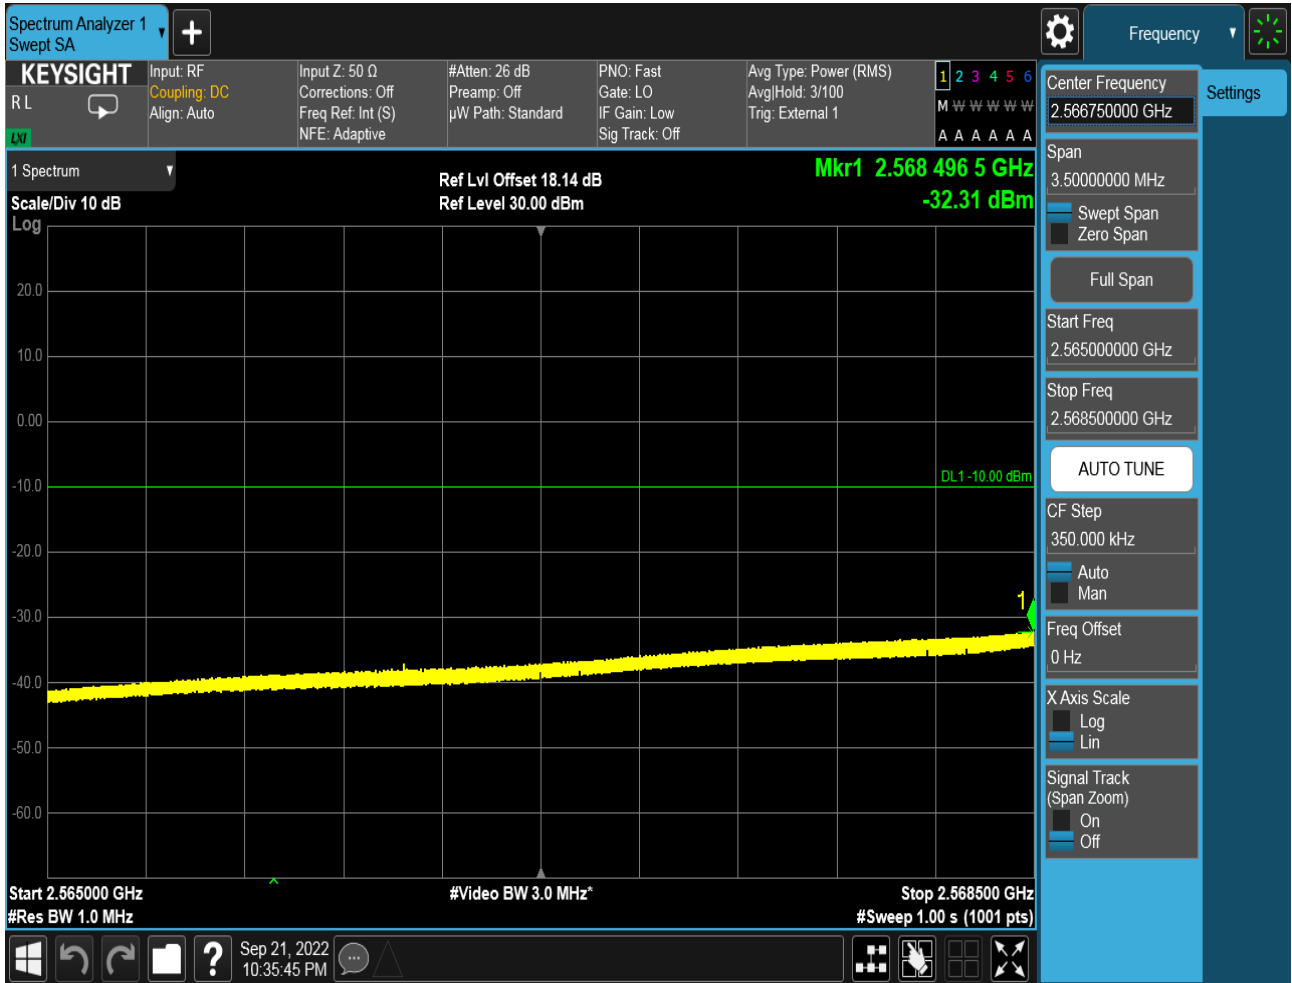 Spectrum Analyzer 1
Swept SA
Frequency
KEYSIGHT
R L
LXI
Input: RF
Coupling: DC
Align: Auto
Input Z: 50 Ω
Corrections: Off
Freq Ref: Int (S)
NFE: Adaptive
#Atten: 26 dB
Preamp: Off
µW Path: Standard
PNO: Fast
Gate: LO
IF Gain: Low
Sig Track: Off
Avg Type: Power (RMS)
Avg|Hold: 3/100
Trig: External 1
1 2 3 4 5 6
M W W W W W
A A A A A A
1 Spectrum
Scale/Div 10 dB
Log
Ref Lvl Offset 18.14 dB
Ref Level 30.00 dBm
Mkr1 2.568 496 5 GHz
-32.31 dBm
20.0
10.0
0.00
-10.0
-20.0
-30.0
-40.0
-50.0
-60.0
DL1 -10.00 dBm
1
Start 2.565000 GHz
#Res BW 1.0 MHz
#Video BW 3.0 MHz*
Stop 2.568500 GHz
#Sweep 1.00 s (1001 pts)
Center Frequency
2.566750000 GHz
Settings
Span
3.50000000 MHz
Swept Span
Zero Span
Full Span
Start Freq
2.565000000 GHz
Stop Freq
2.568500000 GHz
AUTO TUNE
CF Step
350.000 kHz
Auto
Man
Freq Offset
0 Hz
X Axis Scale
Log
Lin
Signal Track
(Span Zoom)
On
Off
?
Sep 21, 2022
10:35:45 PM